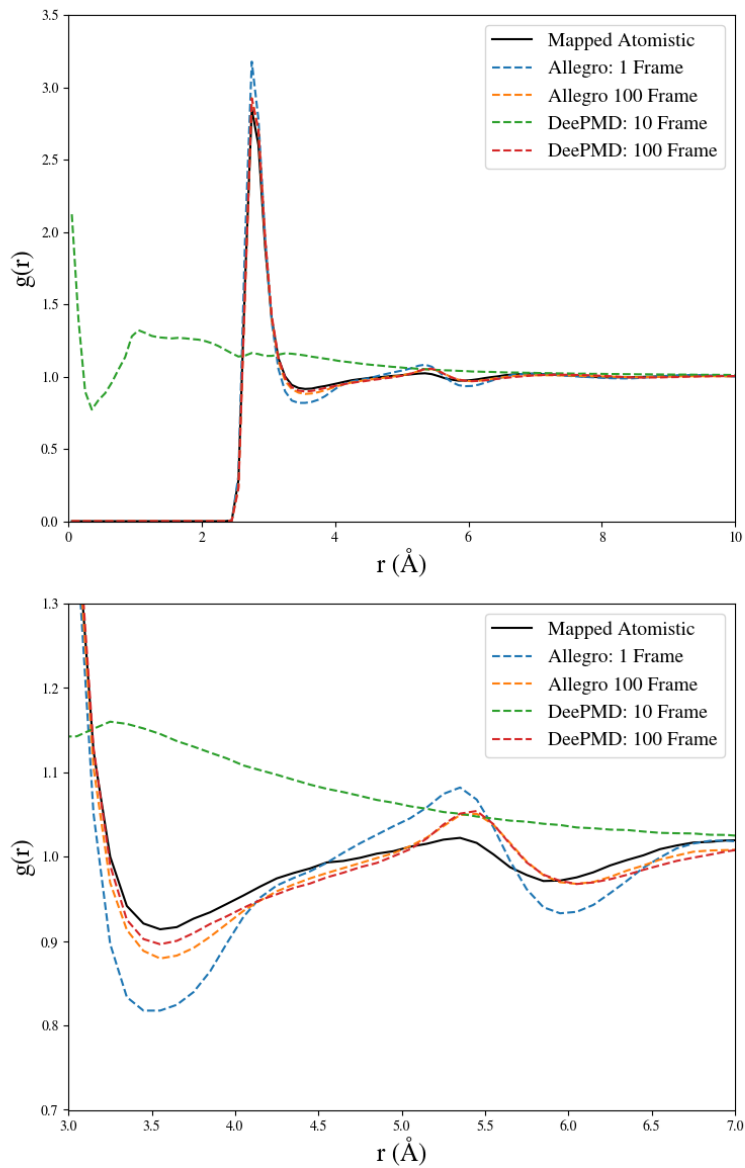 3.5
3.0
2.5
2.0
1.5
1.0
0.5
0.0
g(r)
Mapped Atomistic
Allegro: 1 Frame
Allegro 100 Frame
DeePMD: 10 Frame
DeePMD: 100 Frame
0 2 4 6 8 10
r (Å)
1.3
1.2
1.1
1.0
0.9
0.8
0.7
g(r)
Mapped Atomistic
Allegro: 1 Frame
Allegro 100 Frame
DeePMD: 10 Frame
DeePMD: 100 Frame
3.0 3.5 4.0 4.5 5.0 5.5 6.0 6.5 7.0
r (Å)